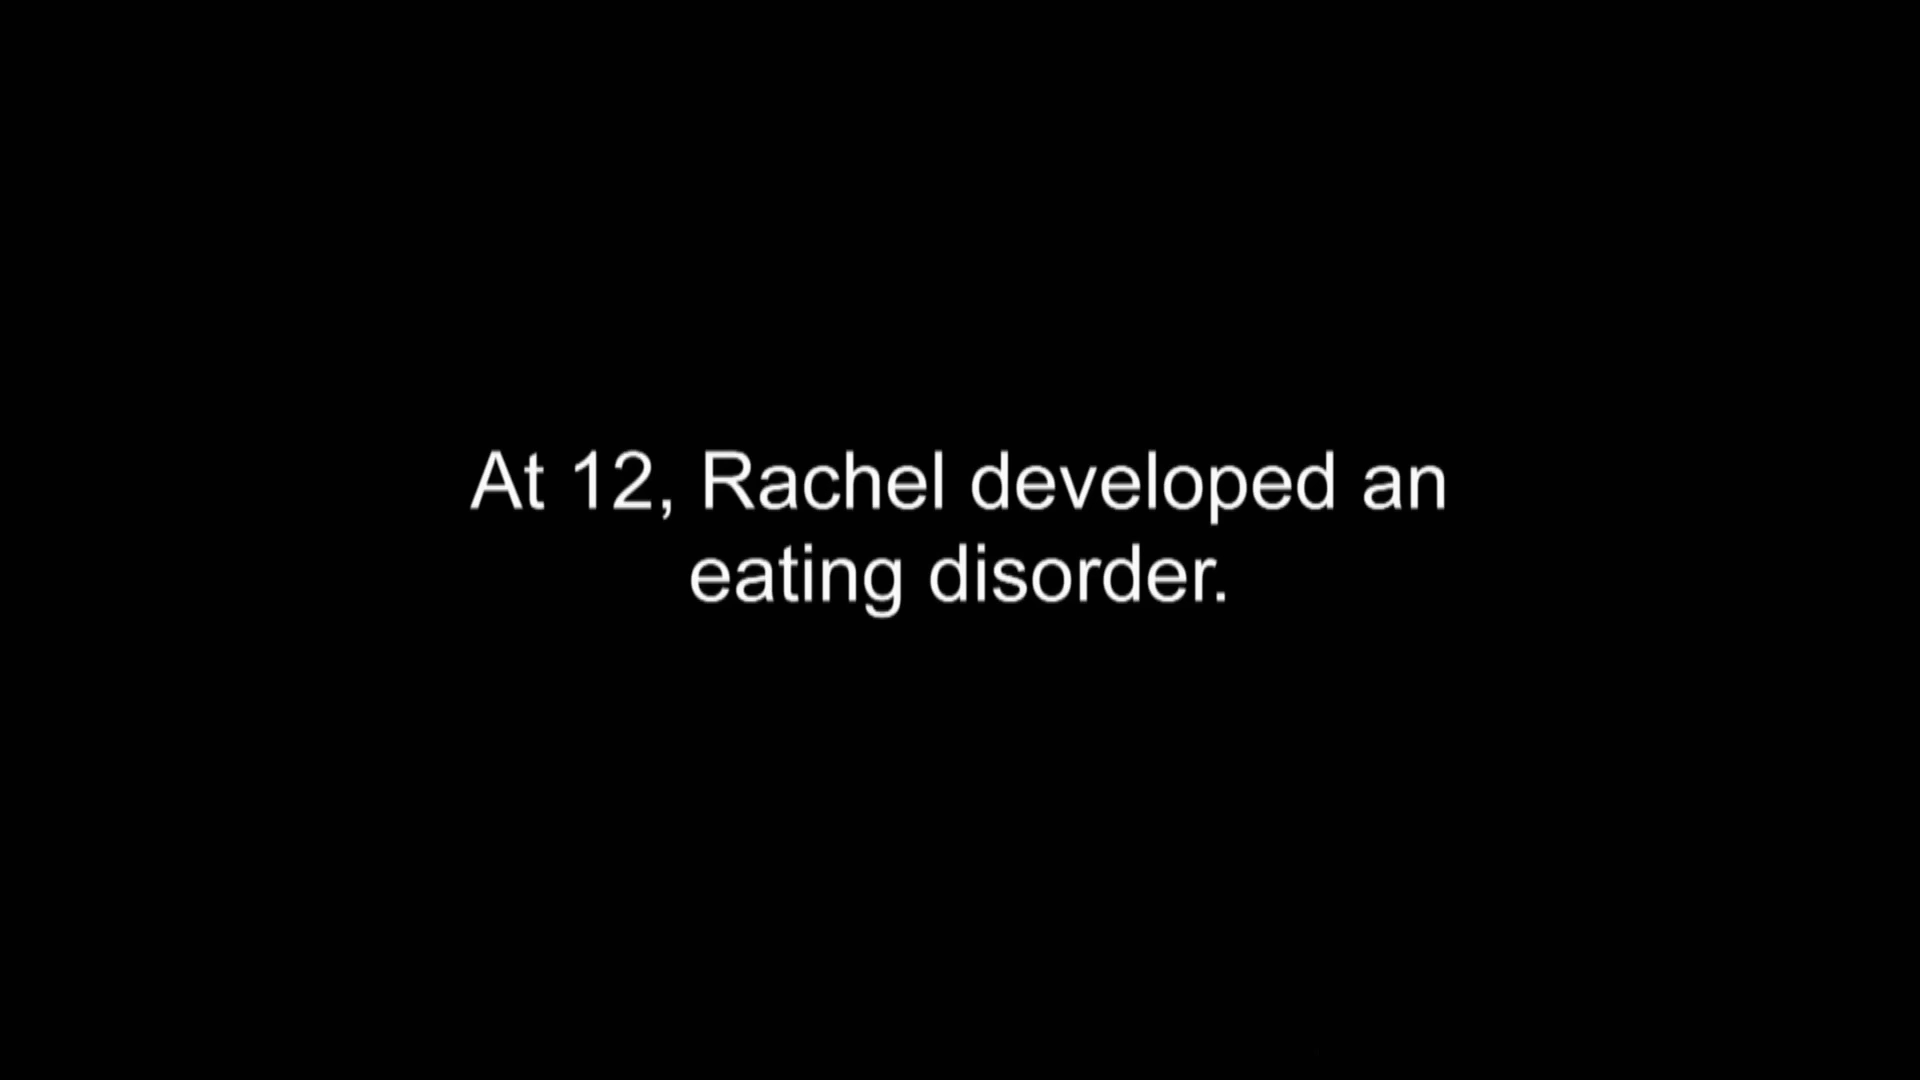 At 12, Rachel developed an
eating disorder.